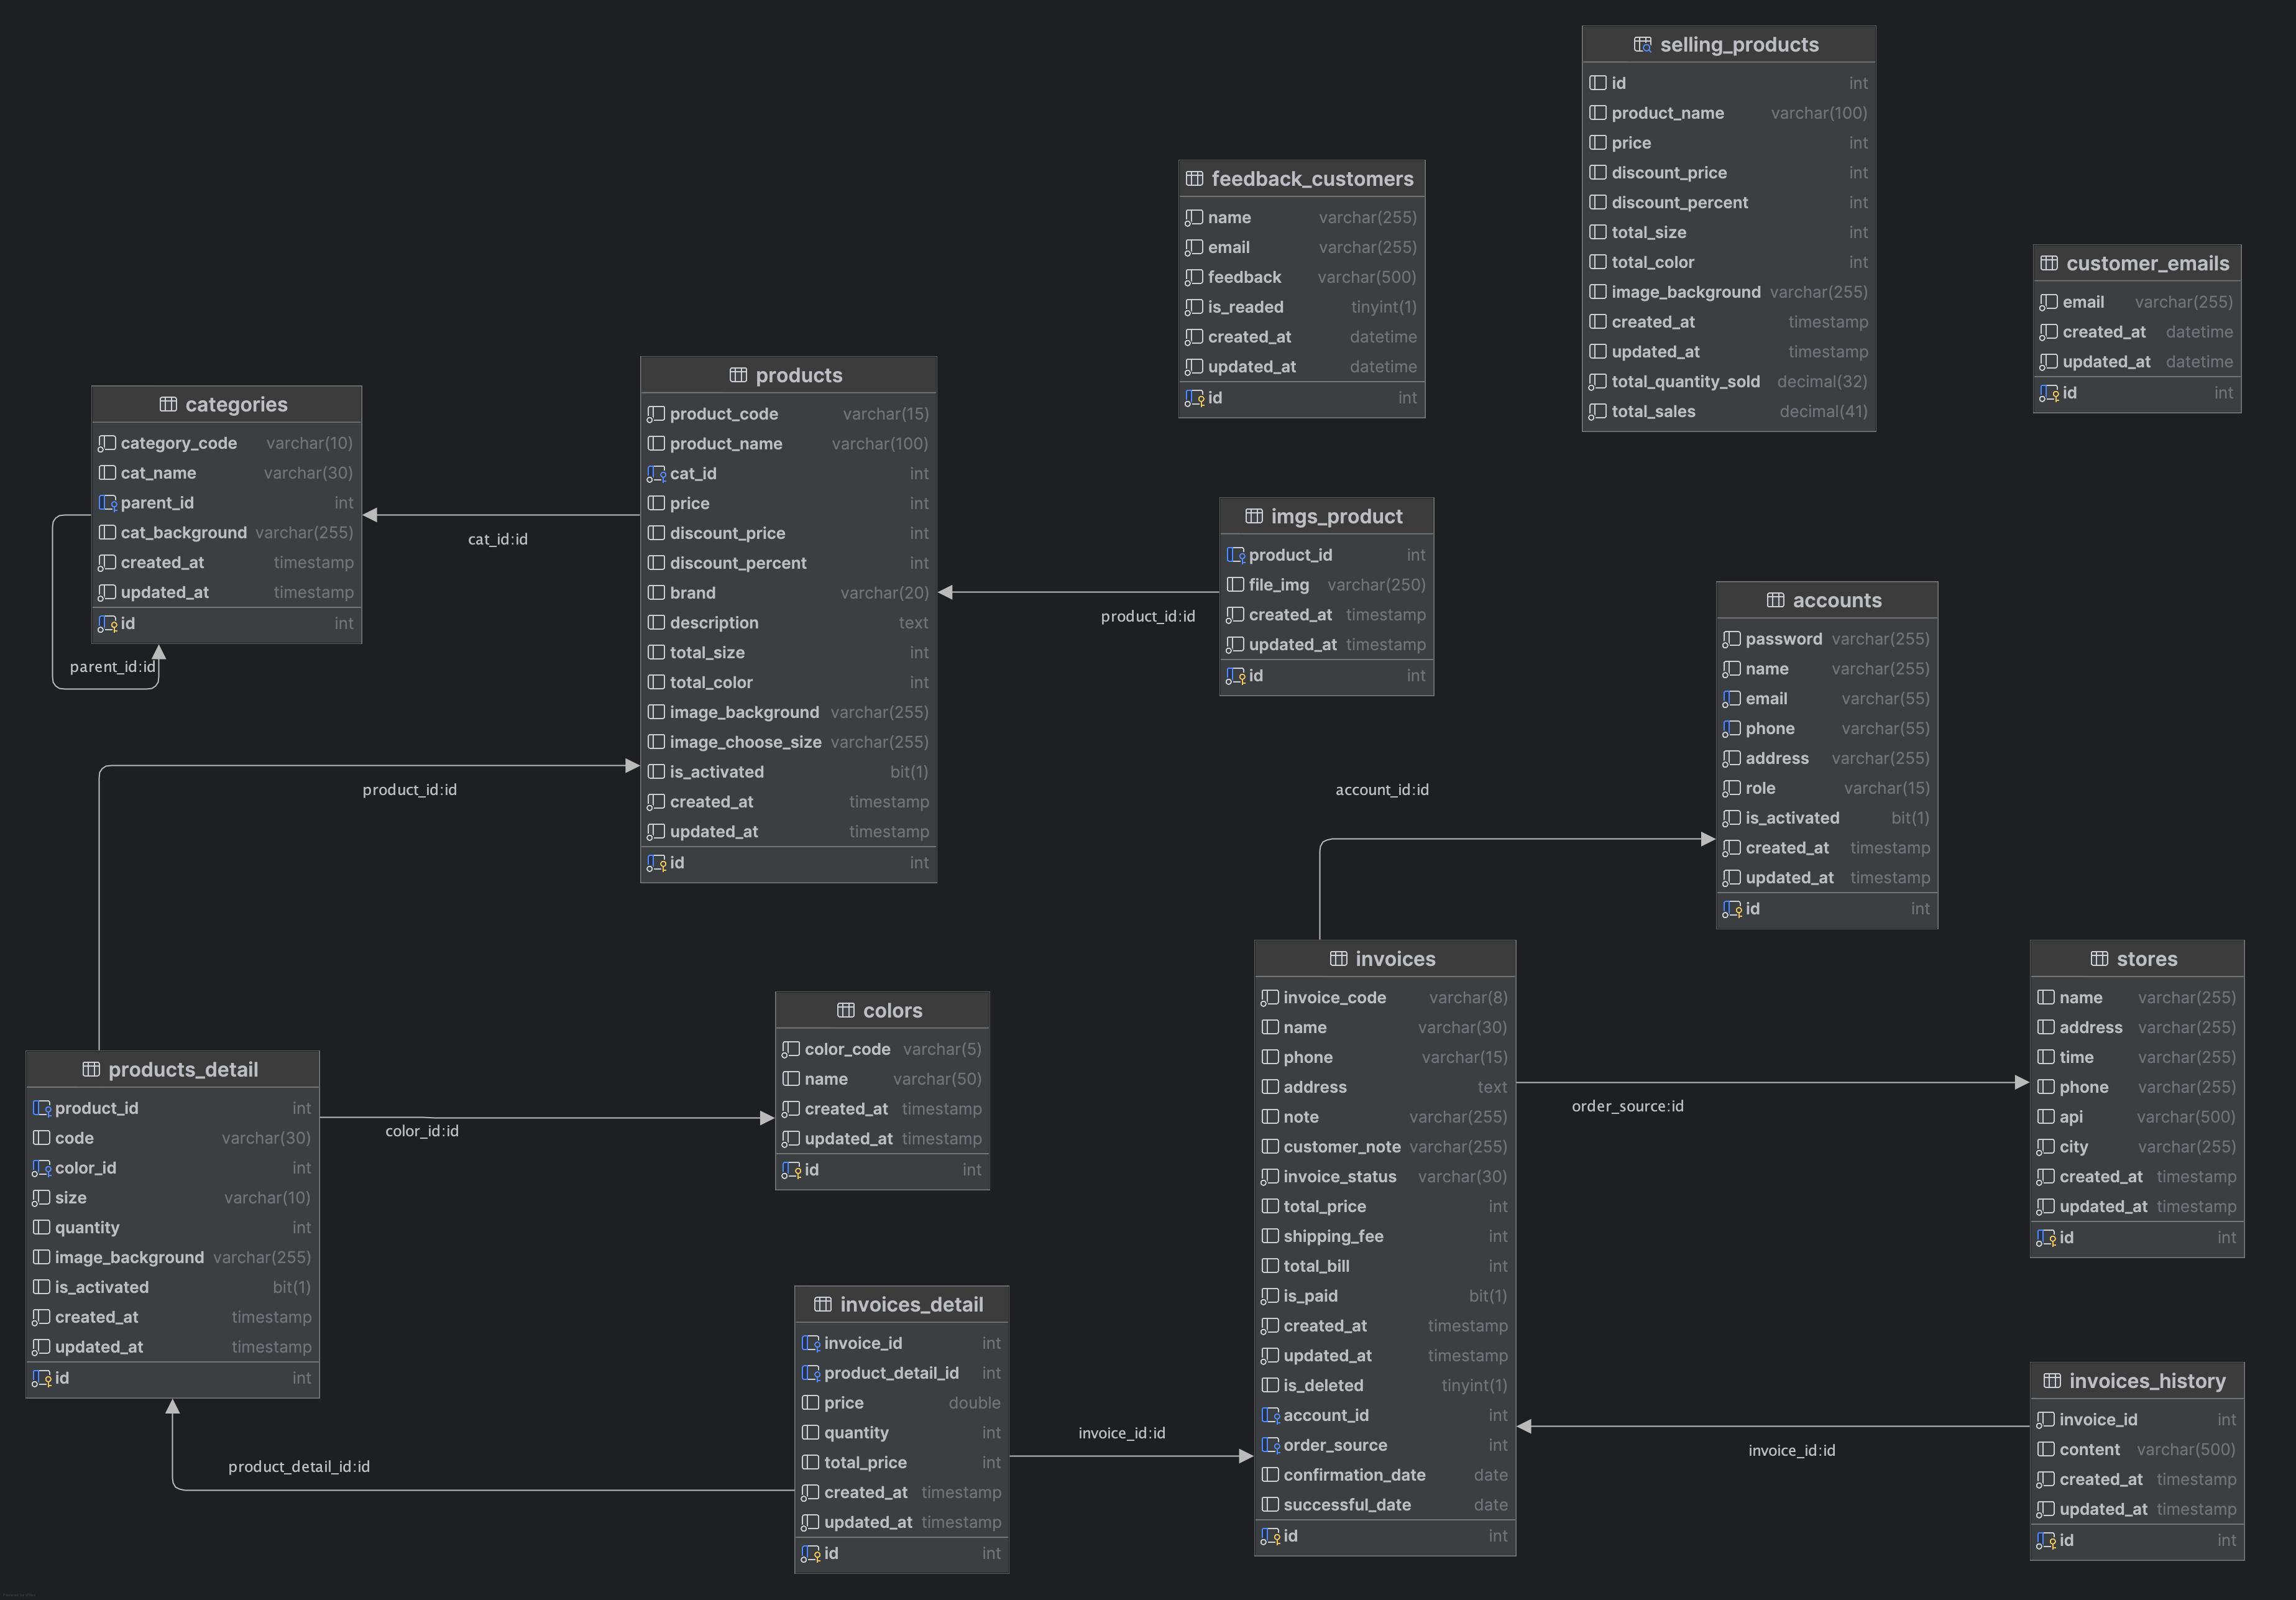 selling_products
id int
product_name varchar(100)
price int
discount_price int
discount_percent int
total_size int
total_color int
image_background varchar(255)
created_at timestamp
updated_at timestamp
total_quantity_sold decimal(32)
total_sales decimal(41)
feedback_customers
name varchar(255)
email varchar(255)
feedback varchar(500)
is_readed tinyint(1)
created_at datetime
updated_at datetime
id int
customer_emails
email varchar(255)
created_at datetime
updated_at datetime
id int
categories
category_code varchar(10)
cat_name varchar(30)
parent_id int
cat_background varchar(255)
created_at timestamp
updated_at timestamp
id int
parent_id:id
cat_id:id
products
product_code varchar(15)
product_name varchar(100)
cat_id int
price int
discount_price int
discount_percent int
brand varchar(20)
description text
total_size int
total_color int
image_background varchar(255)
image_choose_size varchar(255)
is_activated bit(1)
created_at timestamp
updated_at timestamp
id int
product_id:id
imgs_product
product_id int
file_img varchar(250)
created_at timestamp
updated_at timestamp
id int
product_id:id
accounts
password varchar(255)
name varchar(255)
email varchar(55)
phone varchar(55)
address varchar(255)
role varchar(15)
is_activated bit(1)
created_at timestamp
updated_at timestamp
id int
account_id:id
products_detail
product_id int
code varchar(30)
color_id int
size varchar(10)
quantity int
image_background varchar(255)
is_activated bit(1)
created_at timestamp
updated_at timestamp
id int
color_id:id
colors
color_code varchar(5)
name varchar(50)
created_at timestamp
updated_at timestamp
id int
invoices
invoice_code varchar(8)
name varchar(30)
phone varchar(15)
address text
note varchar(255)
customer_note varchar(255)
invoice_status varchar(30)
total_price int
shipping_fee int
total_bill int
is_paid bit(1)
created_at timestamp
updated_at timestamp
is_deleted tinyint(1)
account_id int
order_source int
confirmation_date date
successful_date date
id int
order_source:id
stores
name varchar(255)
address varchar(255)
time varchar(255)
phone varchar(255)
api varchar(500)
city varchar(255)
created_at timestamp
updated_at timestamp
id int
invoices_detail
invoice_id int
product_detail_id int
price double
quantity int
total_price int
created_at timestamp
updated_at timestamp
id int
product_detail_id:id
invoice_id:id
invoices_history
invoice_id int
content varchar(500)
created_at timestamp
updated_at timestamp
id int
invoice_id:id